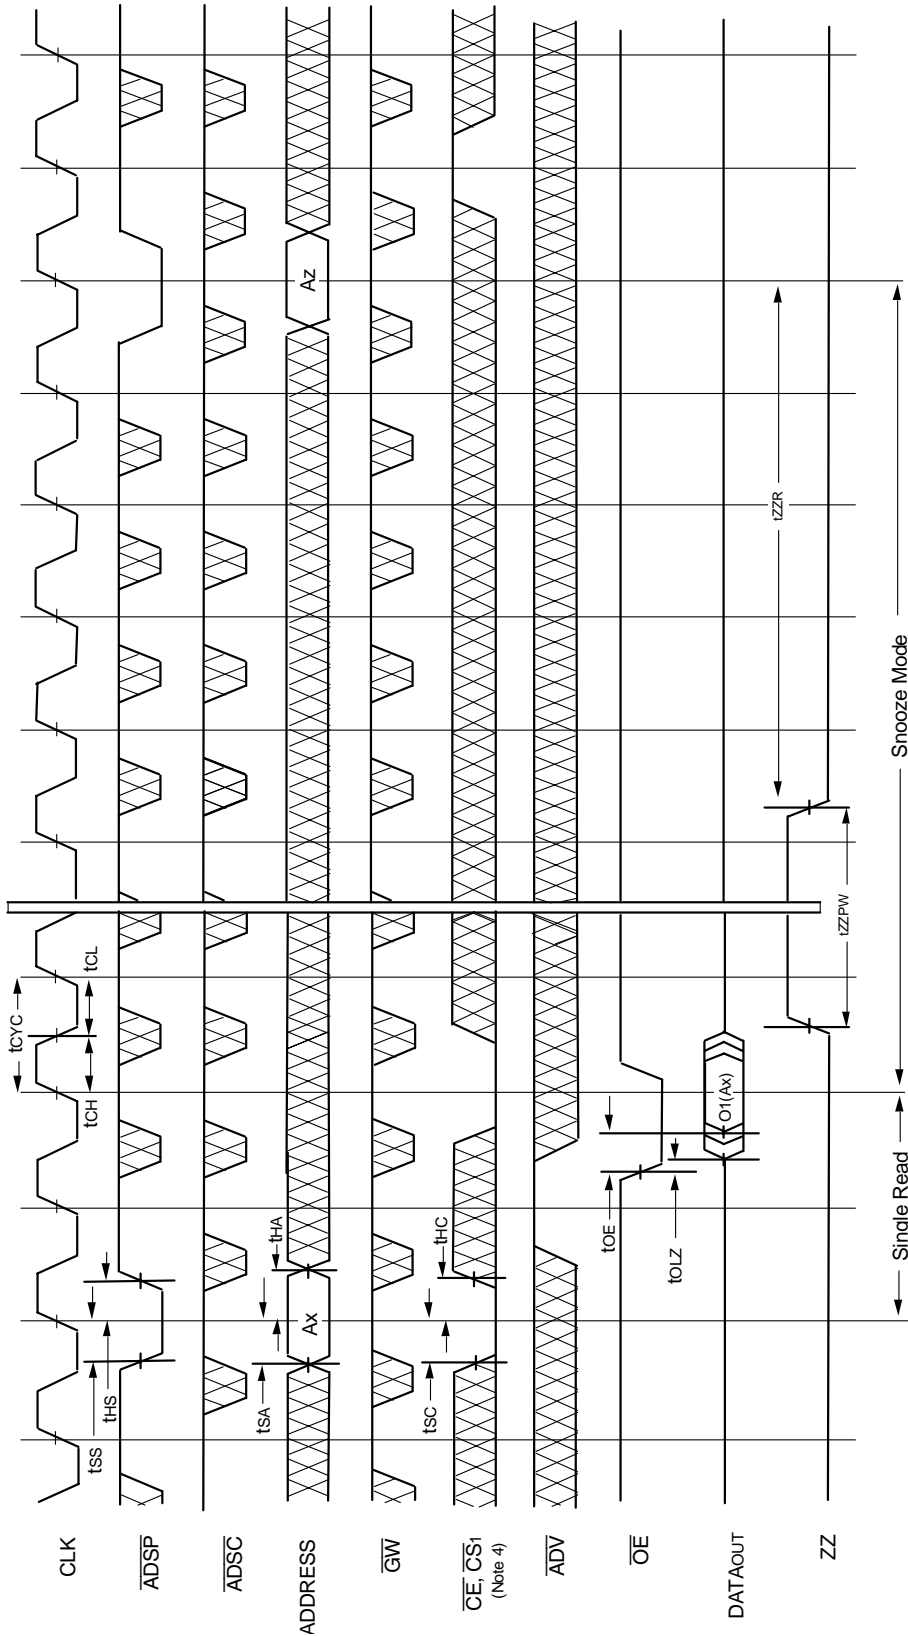 tCYC
tCH
tCL
tSS
tHS
CLK
ADSP
ADSC
tSA
tHA
Ax
Az
ADDRESS
GW
tSC
tHC
CE, CS1
(Note 4)
ADV
tOE
tOLZ
OE
O1(Ax)
DATAOUT
tZZPW
tZZR
ZZ
Single Read
Snooze Mode